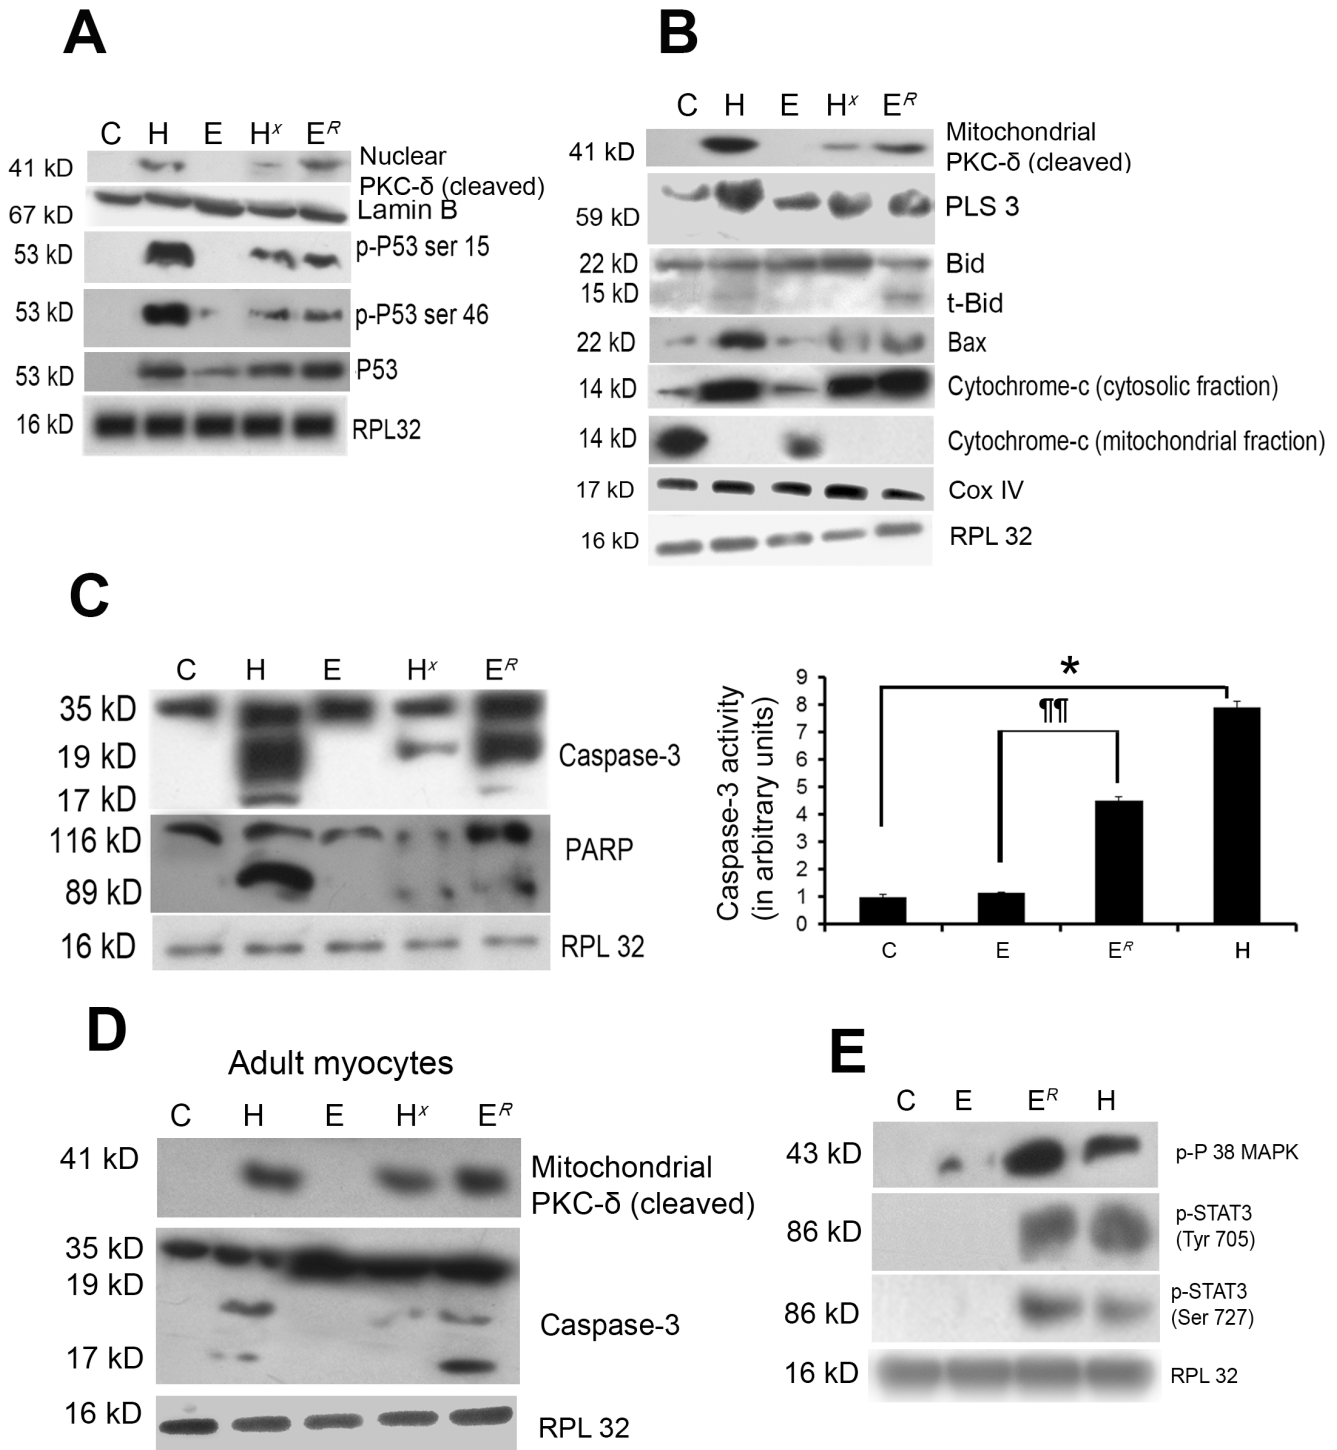 A
C H E Hx ER
41 kD Nuclear
PKC-δ (cleaved)
67 kD Lamin B
53 kD p-P53 ser 15
53 kD p-P53 ser 46
53 kD P53
16 kD RPL32
B
C H E Hx ER
41 kD Mitochondrial
PKC-δ (cleaved)
59 kD PLS 3
22 kD Bid
15 kD t-Bid
22 kD Bax
14 kD Cytochrome-c (cytosolic fraction)
14 kD Cytochrome-c (mitochondrial fraction)
17 kD Cox IV
16 kD RPL 32
C
C H E Hx ER
35 kD
19 kD Caspase-3
17 kD
116 kD PARP
89 kD
16 kD RPL 32
Caspase-3 activity
(in arbitrary units)
9
8
7
6
5
4
3
2
1
0
*
¶¶
C E ER H
D
Adult myocytes
C H E Hx ER
41 kD Mitochondrial
PKC-δ (cleaved)
35 kD
19 kD Caspase-3
17 kD
16 kD RPL 32
E
C E ER H
43 kD p-P 38 MAPK
86 kD p-STAT3
(Tyr 705)
86 kD p-STAT3
(Ser 727)
16 kD RPL 32